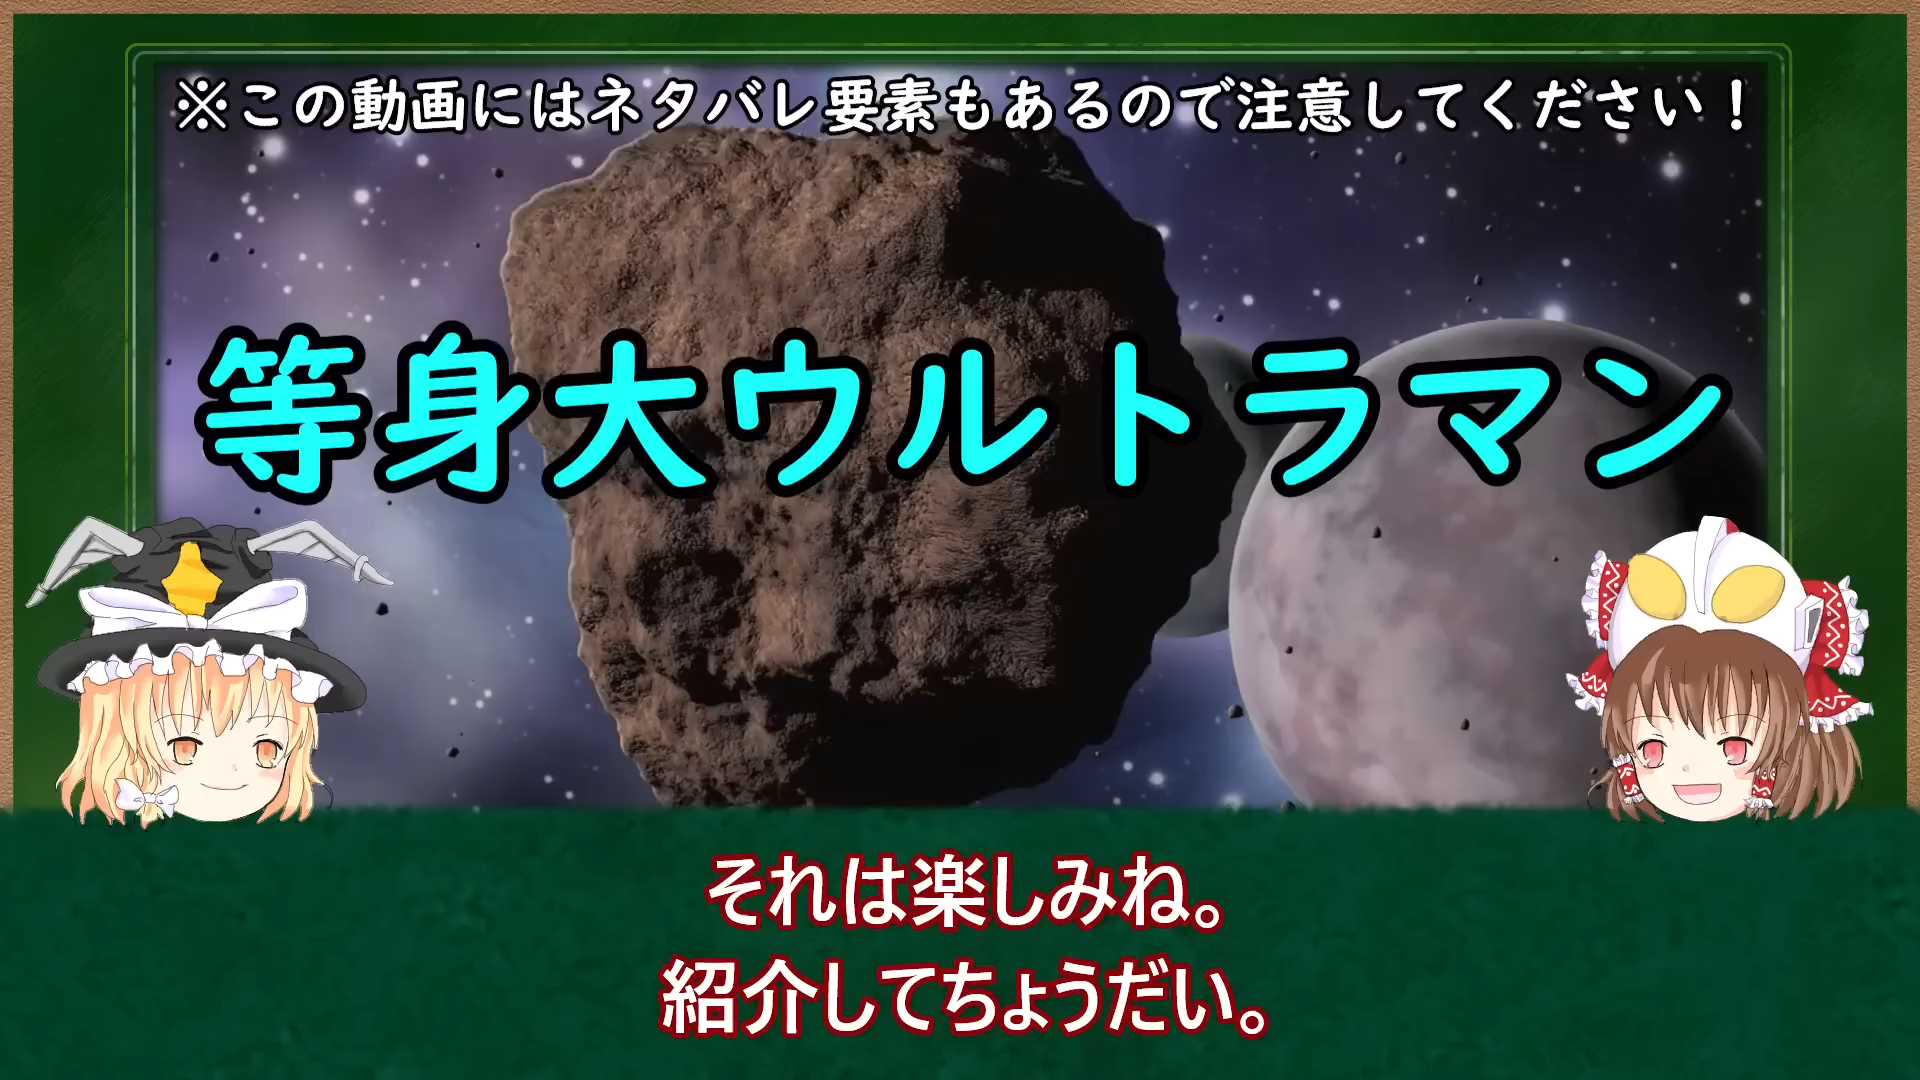 ※この動画にはネタバレ要素もあるので注意してください！
等身大ウルトラマン
それは楽しみね。
紹介してちょうだい。